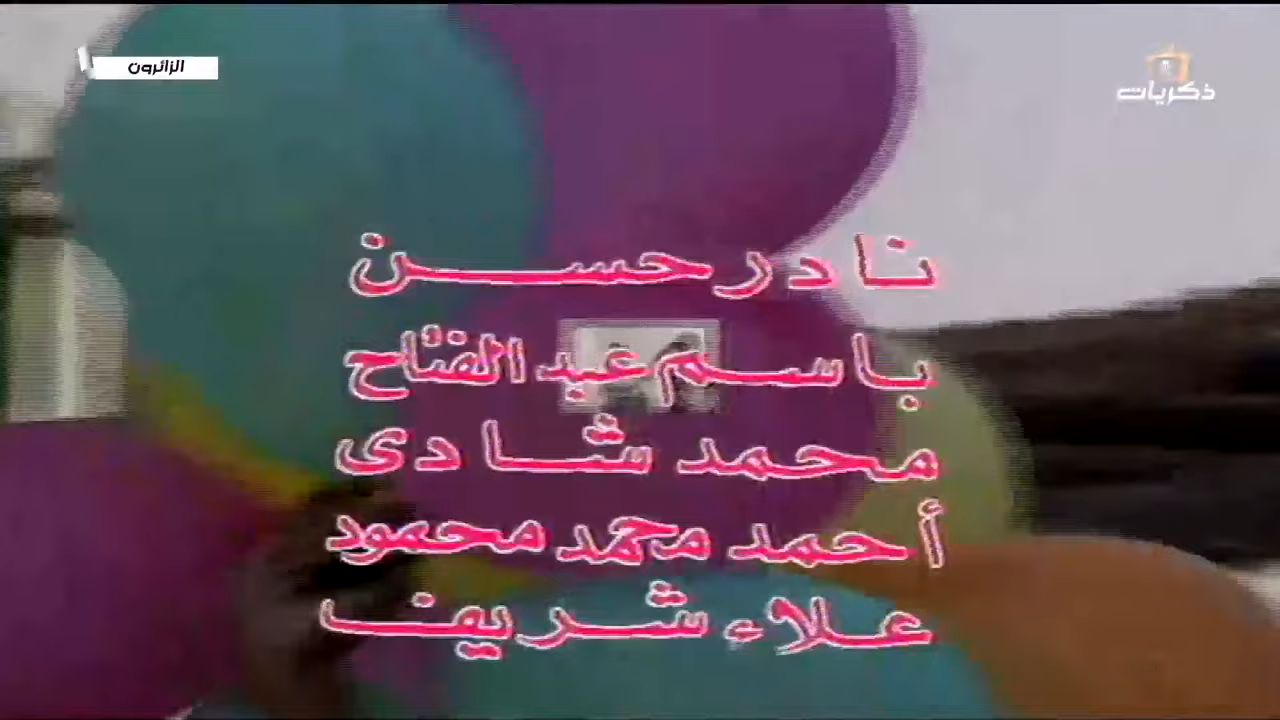 الزائرون
ذكريات
نادر حسن
باسم عبد الفتاح
محمد شادى
أحمد محمد محمود
علاء شريف